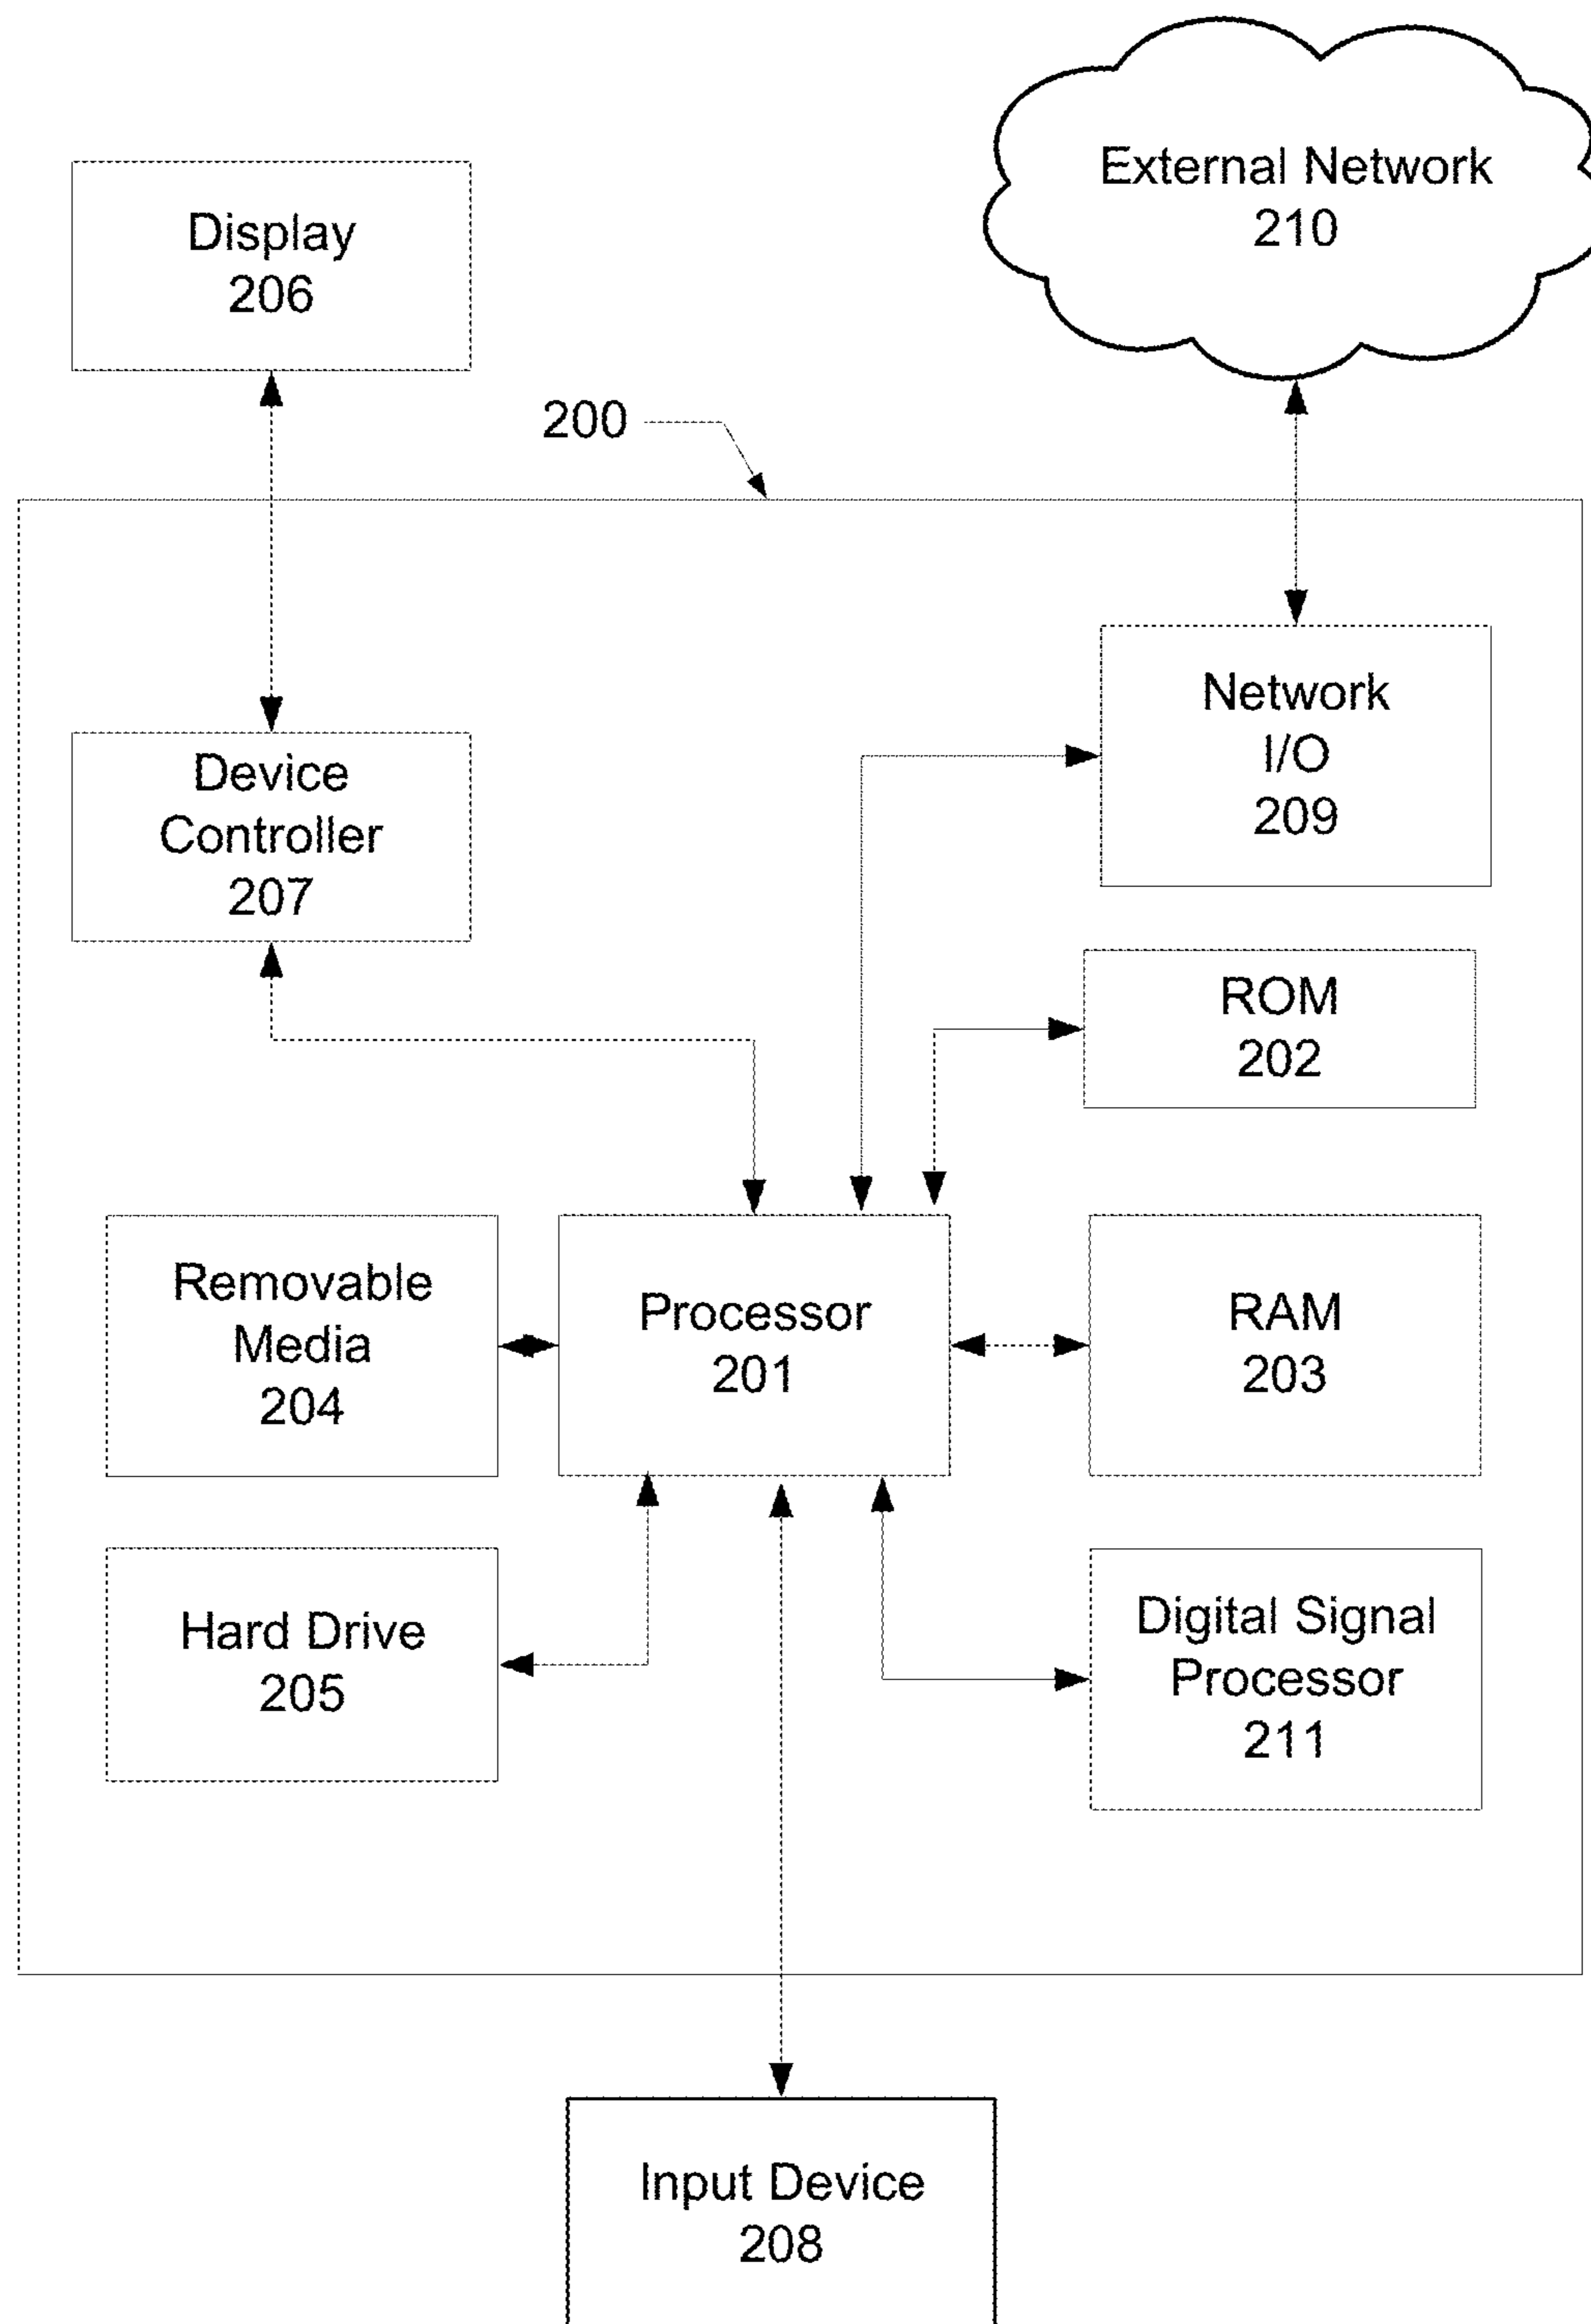 External Network
210
Display
206
200
Network
I/O
209
Device
Controller
207
ROM
202
Removable
Media
204
Processor
201
RAM
203
Hard Drive
205
Digital Signal
Processor
211
Input Device
208